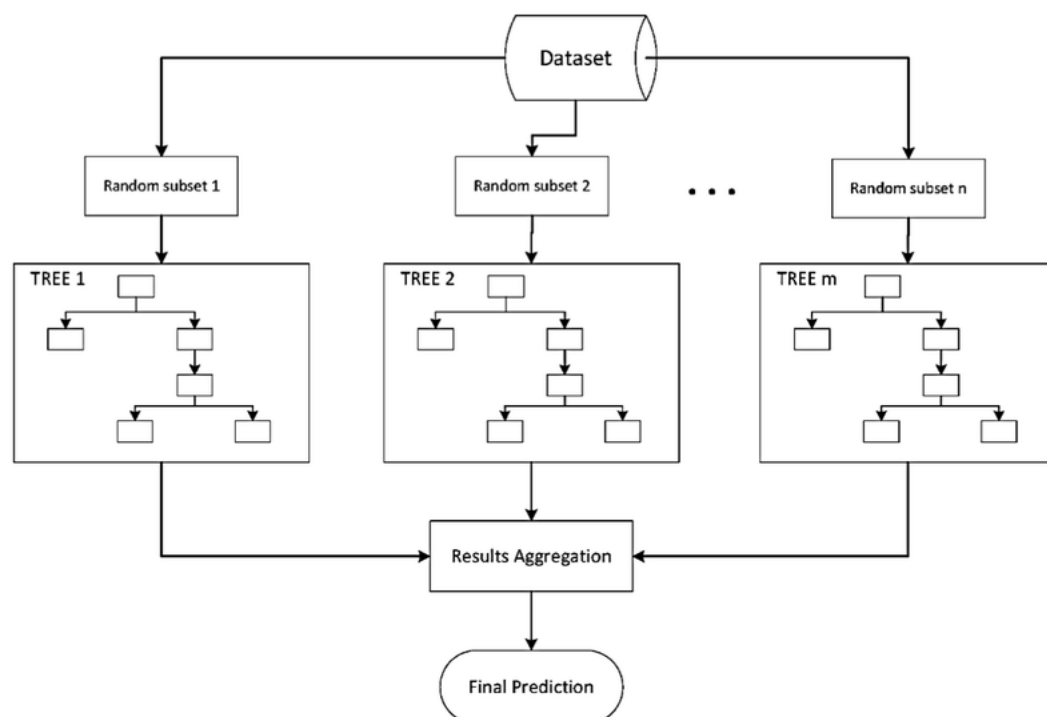 Dataset
Random subset 1
Random subset 2
• • •
Random subset n
TREE 1
TREE 2
TREE m
Results Aggregation
Final Prediction